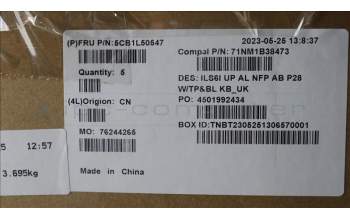 (P)FRU P/N:5CB1L50547
2023-05-25 13:8:37
Compal P/N: 71NM1B38473
Quantity: 5
DES: ILS6I UP AL NFP AB P28
W/TP&BL KB_UK
(4L)Origion: CN
PO: 4501992434
MO: 76244265
BOX ID:TNBT2305251306570001
5 12:57
3.695kg
Made in China